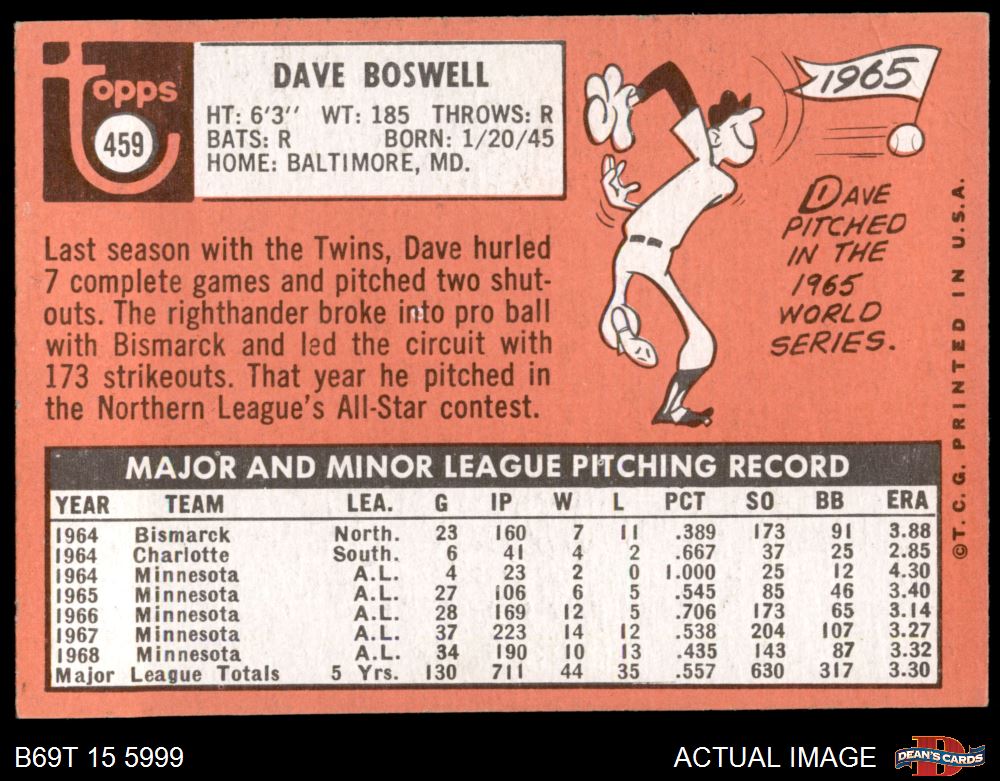 topps
459
DAVE BOSWELL
HT: 6'3" WT: 185 THROWS: R
BATS: R BORN: 1/20/45
HOME: BALTIMORE, MD.
Last season with the Twins, Dave hurled
7 complete games and pitched two shut-
outs. The righthander broke into pro ball
with Bismarck and led the circuit with
173 strikeouts. That year he pitched in
the Northern League's All-Star contest.
1965
DAVE
PITCHED
IN THE
1965
WORLD
SERIES.
MAJOR AND MINOR LEAGUE PITCHING RECORD
YEAR TEAM LEA. G IP W L PCT SO BB ERA
1964 Bismarck North. 23 160 7 11 .389 173 91 3.88
1964 Charlotte South. 6 41 4 2 .667 37 25 2.85
1964 Minnesota A.L. 4 23 2 0 1.000 25 12 4.30
1965 Minnesota A.L. 27 106 6 5 .545 85 46 3.40
1966 Minnesota A.L. 28 169 12 5 .706 173 65 3.14
1967 Minnesota A.L. 37 223 14 12 .538 204 107 3.27
1968 Minnesota A.L. 34 190 10 13 .435 143 87 3.32
Major League Totals 5 Yrs. 130 711 44 35 .557 630 317 3.30
©T. C. G. PRINTED IN U.S.A.
B69T 15 5999
ACTUAL IMAGE
D
DEAN'S CARDS